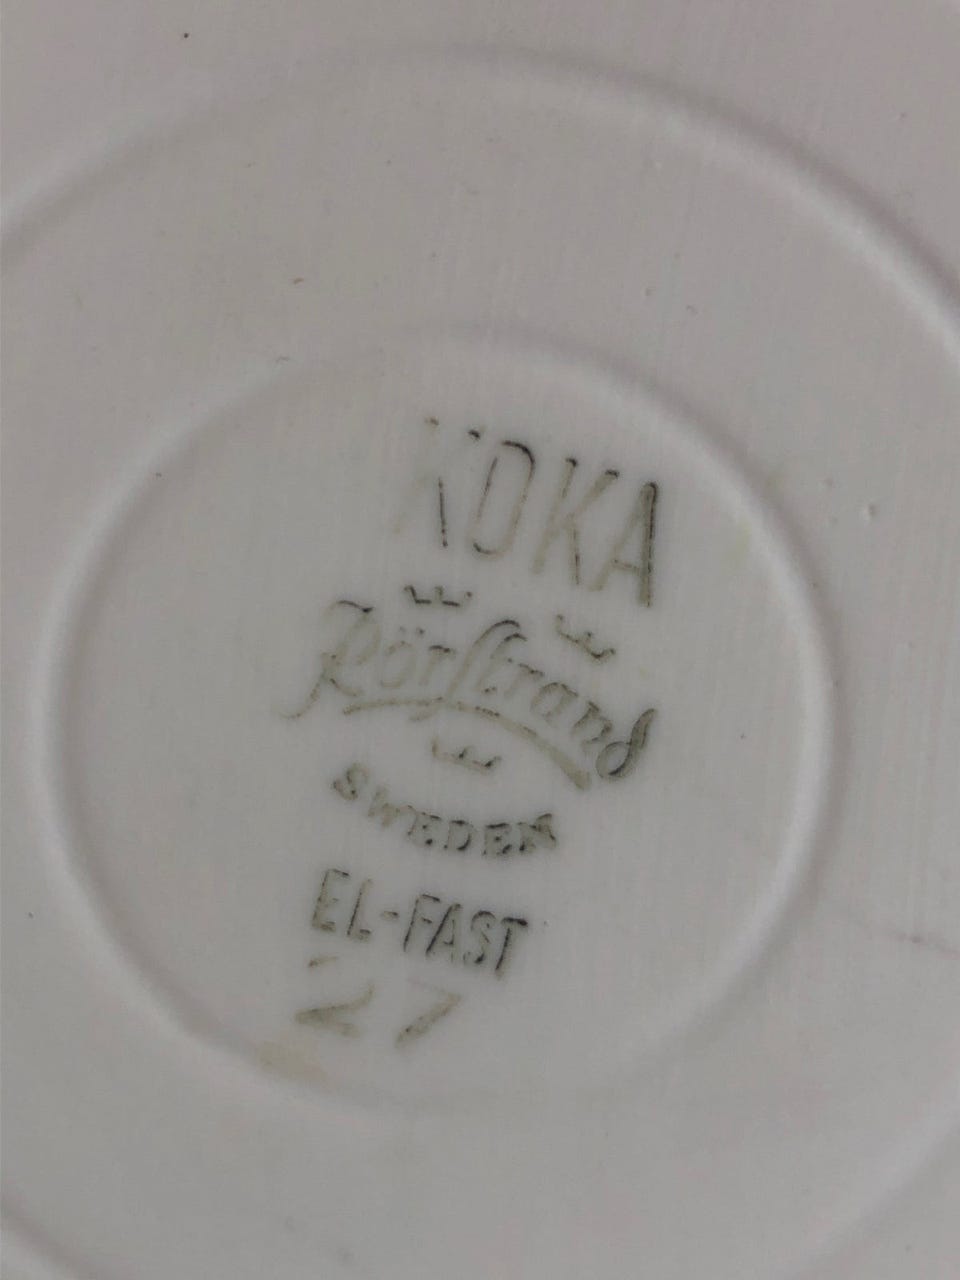 KOKA
Rörstrand
SWEDEN
EL-FAST
27